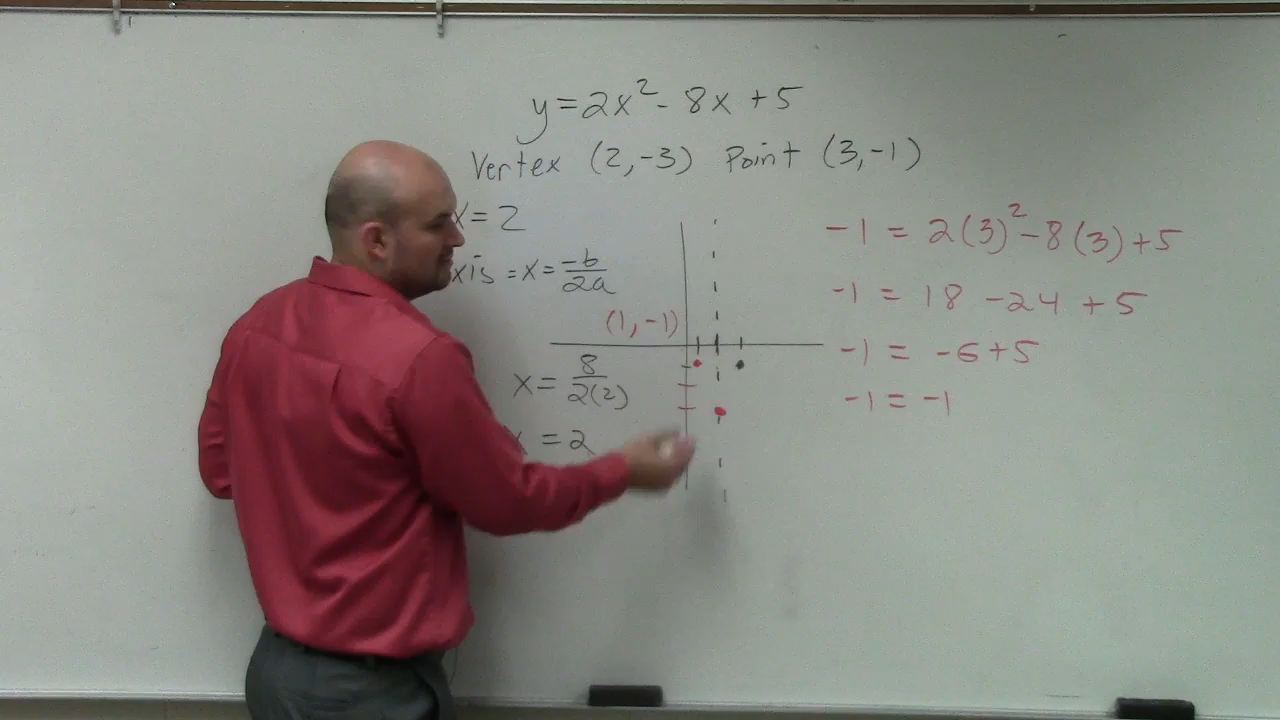 y = 2x² - 8x + 5
Vertex (2, -3) Point (3, -1)
x = 2
xis = x = -b/2a
(1, -1)
x = 8/2(2)
x = 2
-1 = 2(3)² - 8(3) + 5
-1 = 18 - 24 + 5
-1 = -6 + 5
-1 = -1